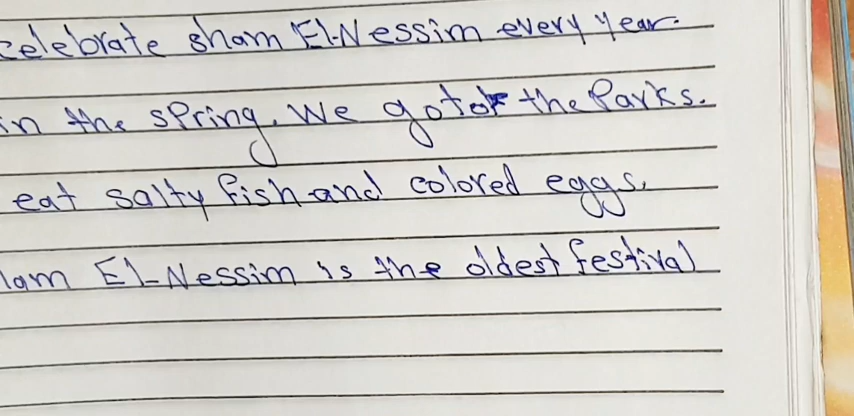 celebrate sham El-Nessim every year.
in the spring. We go to the Parks.
eat salty fish and colored eggs.
El-Nessim is the oldest festival